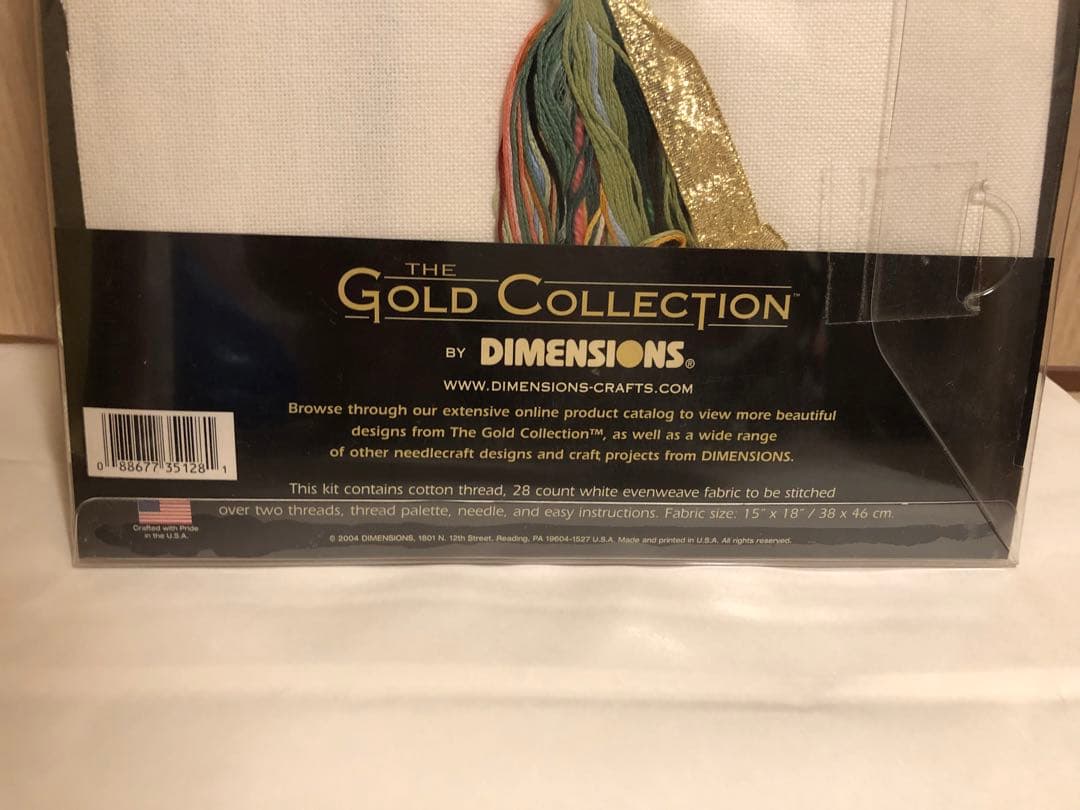 THE
GOLD COLLECTION™
BY DIMENSIONS®
WWW.DIMENSIONS-CRAFTS.COM
Browse through our extensive online product catalog to view more beautiful
designs from The Gold Collection™, as well as a wide range
of other needlecraft designs and craft projects from DIMENSIONS.
0 88677 35128 1
This kit contains cotton thread, 28 count white evenweave fabric to be stitched
over two threads, thread palette, needle, and easy instructions. Fabric size: 15" x 18" / 38 x 46 cm.
Crafted with Pride
in the U.S.A.
© 2004 DIMENSIONS, 1801 N. 12th Street, Reading, PA 19604-1527 U.S.A. Made and printed in U.S.A. All rights reserved.